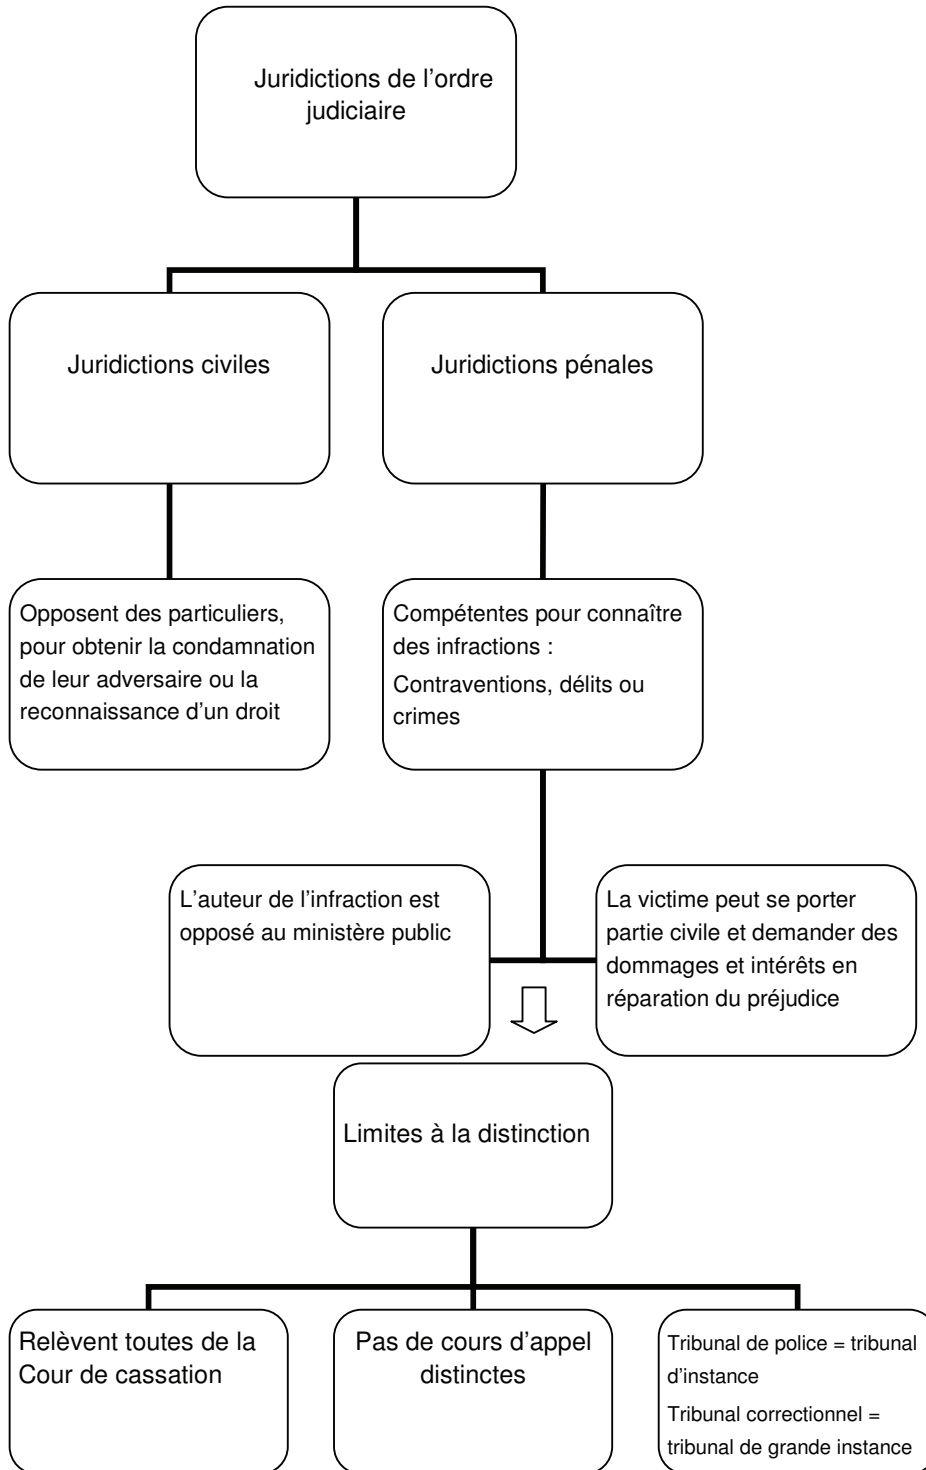 Juridictions de l’ordre
judiciaire
Juridictions civiles
Juridictions pénales
Opposent des particuliers,
pour obtenir la condamnation
de leur adversaire ou la
reconnaissance d’un droit
Compétentes pour connaître
des infractions :
Contraventions, délits ou
crimes
L’auteur de l’infraction est
opposé au ministère public
La victime peut se porter
partie civile et demander des
dommages et intérêts en
réparation du préjudice
Limites à la distinction
Relèvent toutes de la
Cour de cassation
Pas de cours d’appel
distinctes
Tribunal de police = tribunal
d’instance
Tribunal correctionnel =
tribunal de grande instance